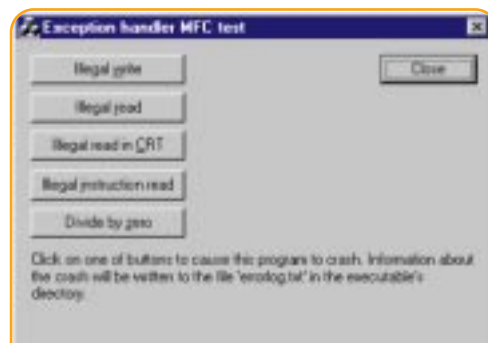 Exception handler MFC test
Illegal write
Close
Illegal read
Illegal read in CRT
Illegal instruction read
Divide by zero
Click on one of buttons to cause this program to crash. Information about
the crash will be written to the file 'errorlog.txt' in the executable's
directory.